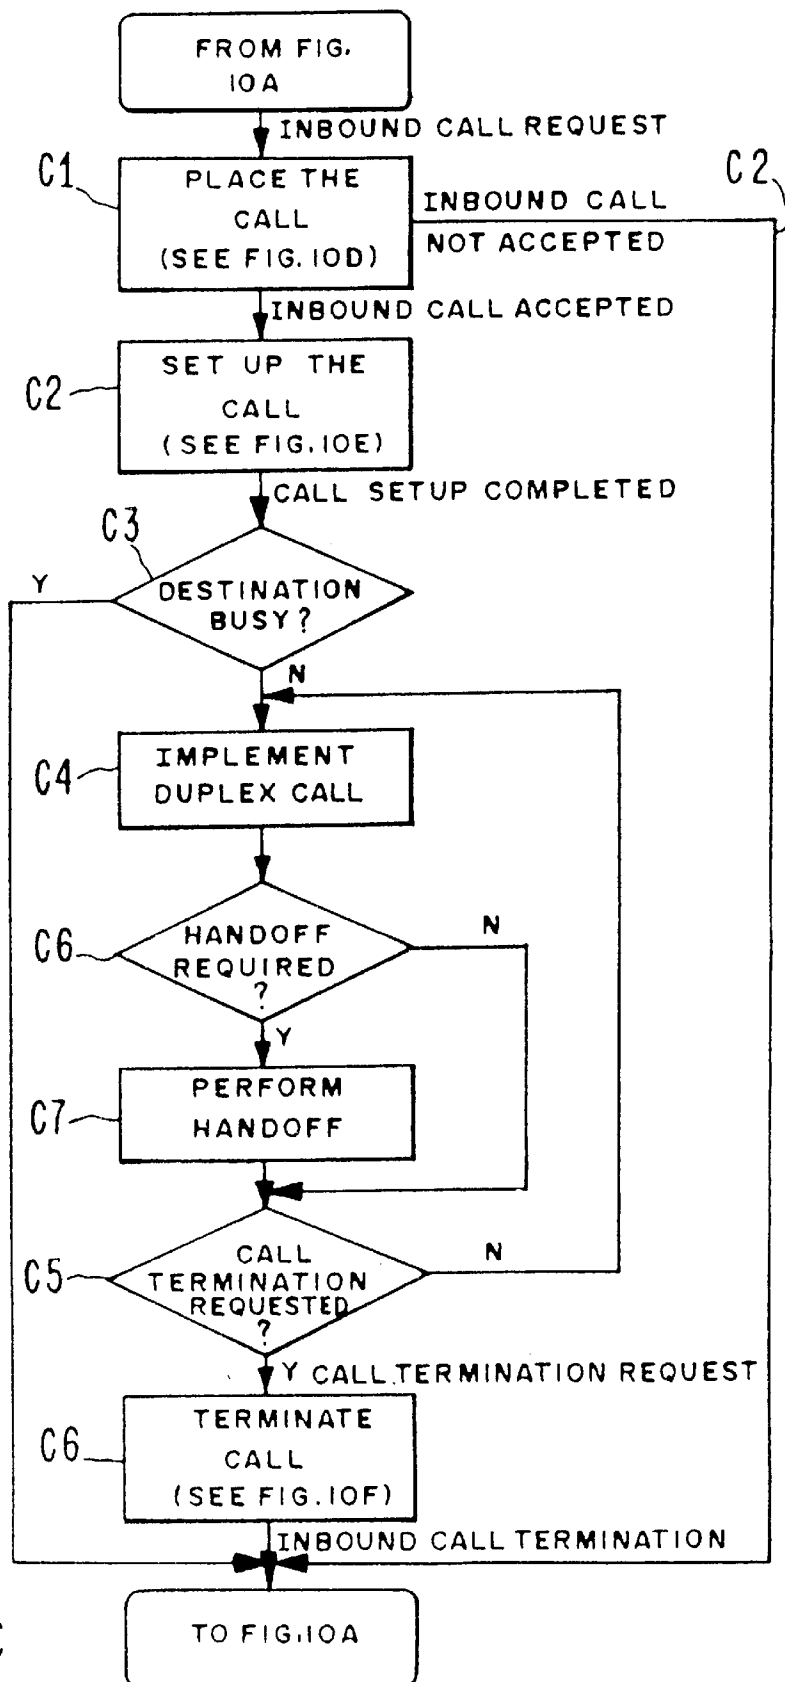 FROM FIG.
10A
INBOUND CALL REQUEST
C1
PLACE THE
CALL
(SEE FIG.10D)
INBOUND CALL
NOT ACCEPTED
C2
INBOUND CALL ACCEPTED
C2
SET UP THE
CALL
(SEE FIG.10E)
CALL SETUP COMPLETED
C3
Y
DESTINATION
BUSY?
N
C4
IMPLEMENT
DUPLEX CALL
C6
HANDOFF
REQUIRED
?
N
Y
C7
PERFORM
HANDOFF
C5
CALL
TERMINATION
REQUESTED
?
N
Y CALL TERMINATION REQUEST
C6
TERMINATE
CALL
(SEE FIG.10F)
INBOUND CALL TERMINATION
TO FIG.10A